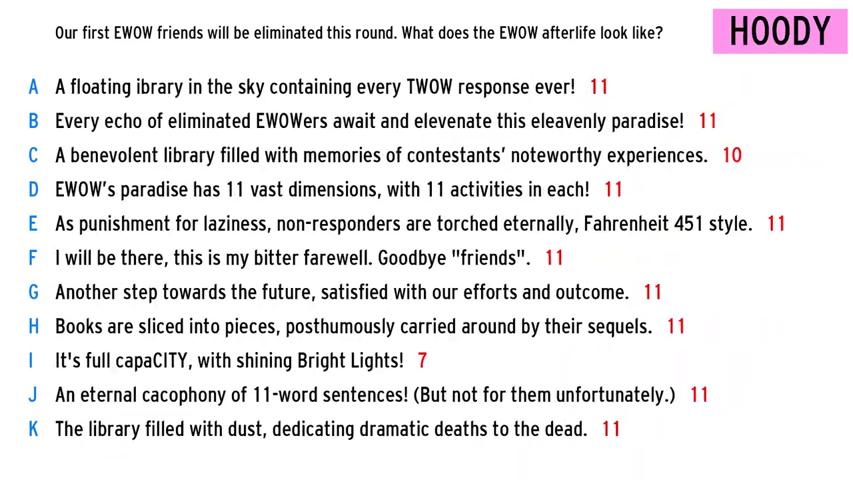 Our first EWOW friends will be eliminated this round. What does the EWOW afterlife look like?
HOODY
A A floating ibrary in the sky containing every TWOW response ever! 11
B Every echo of eliminated EWOWers await and elevenate this eleavenly paradise! 11
C A benevolent library filled with memories of contestants’ noteworthy experiences. 10
D EWOW’s paradise has 11 vast dimensions, with 11 activities in each! 11
E As punishment for laziness, non-responders are torched eternally, Fahrenheit 451 style. 11
F I will be there, this is my bitter farewell. Goodbye "friends". 11
G Another step towards the future, satisfied with our efforts and outcome. 11
H Books are sliced into pieces, posthumously carried around by their sequels. 11
I It's full capaCITY, with shining Bright Lights! 7
J An eternal cacophony of 11-word sentences! (But not for them unfortunately.) 11
K The library filled with dust, dedicating dramatic deaths to the dead. 11